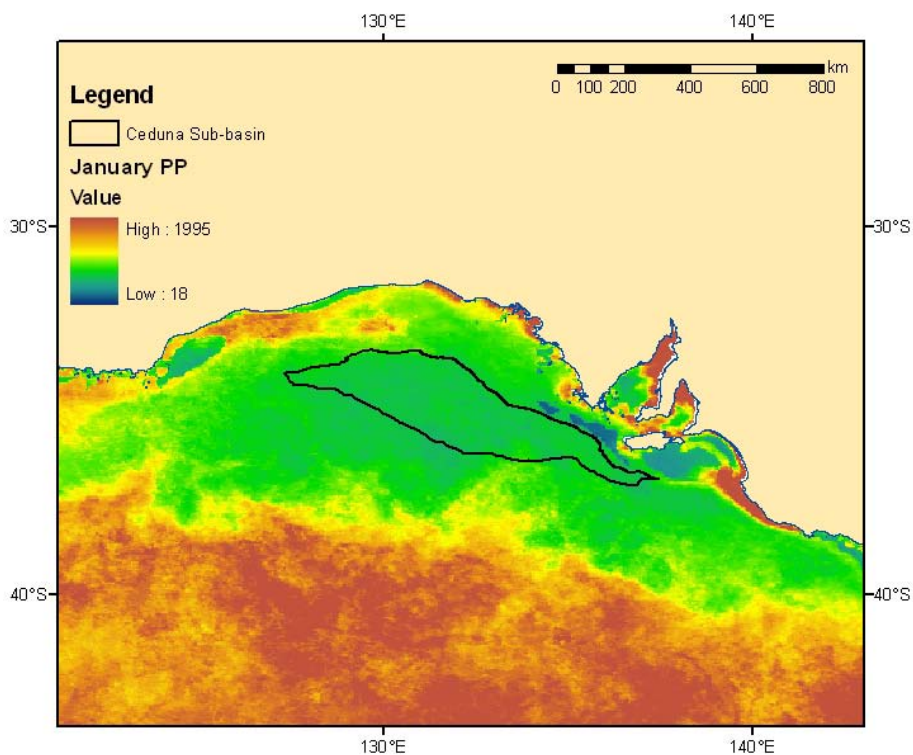 130°E 140°E
km
0 100 200 400 600 800
Legend
Ceduna Sub-basin
January PP
Value
High : 1995
Low : 18
30°S 30°S
40°S 40°S
130°E 140°E